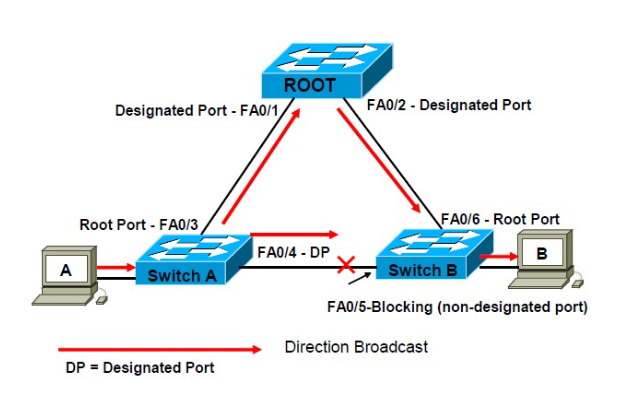 ROOT
Designated Port - FA0/1
FA0/2 - Designated Port
Root Port - FA0/3
FA0/6 - Root Port
A
Switch A
FA0/4 - DP
Switch B
B
FA0/5-Blocking (non-designated port)
Direction Broadcast
DP = Designated Port